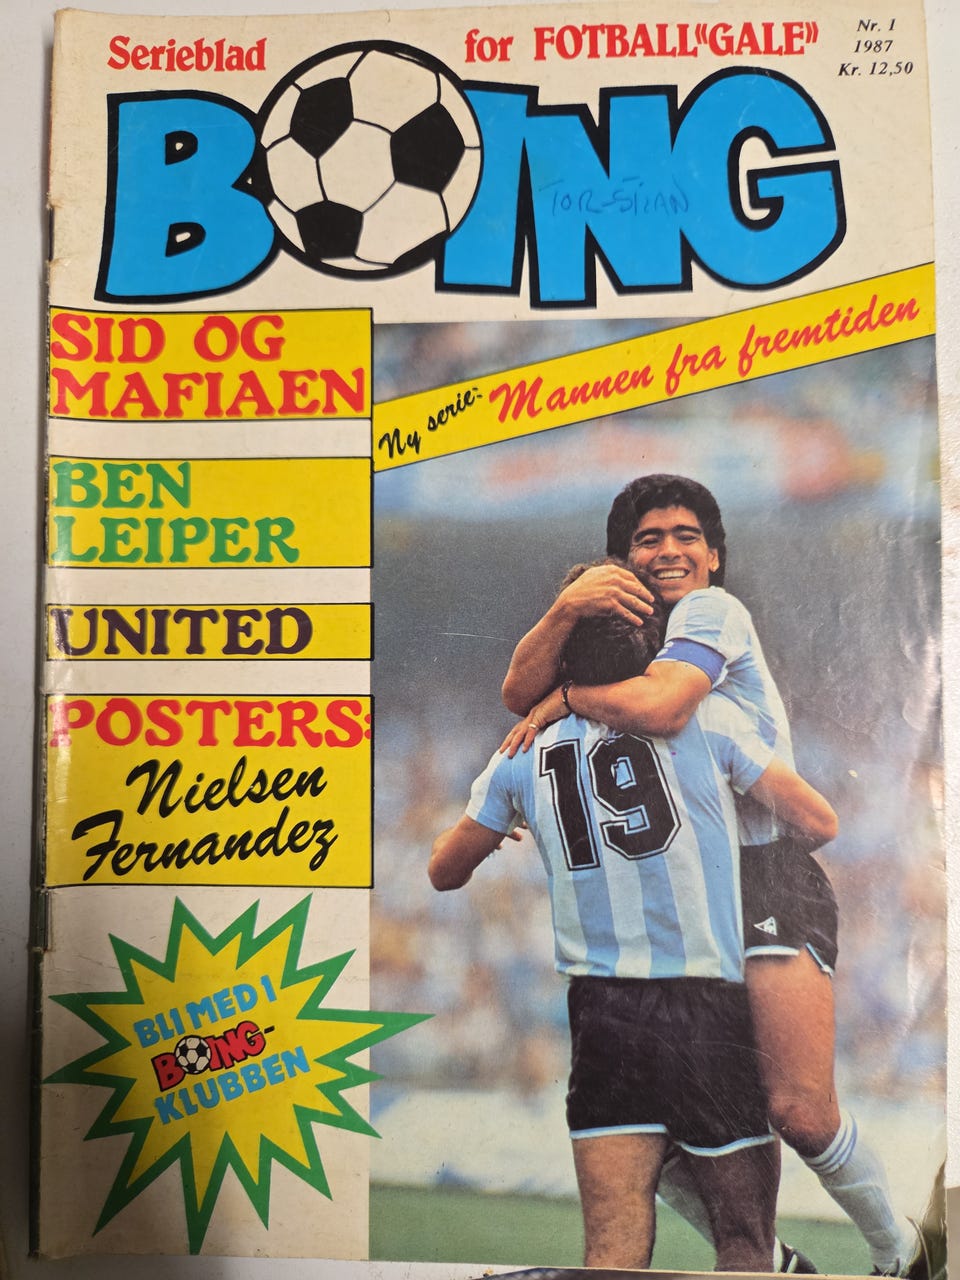 Serieblad for FOTBALL"GALE"
Nr. 1
1987
Kr. 12,50
BOING
TOR-STIAN
SID OG
MAFIAEN
Ny serie: Mannen fra fremtiden
BEN
LEIPER
UNITED
POSTERS:
Nielsen
Fernandez
19
BLI MED I
BOING-
KLUBBEN